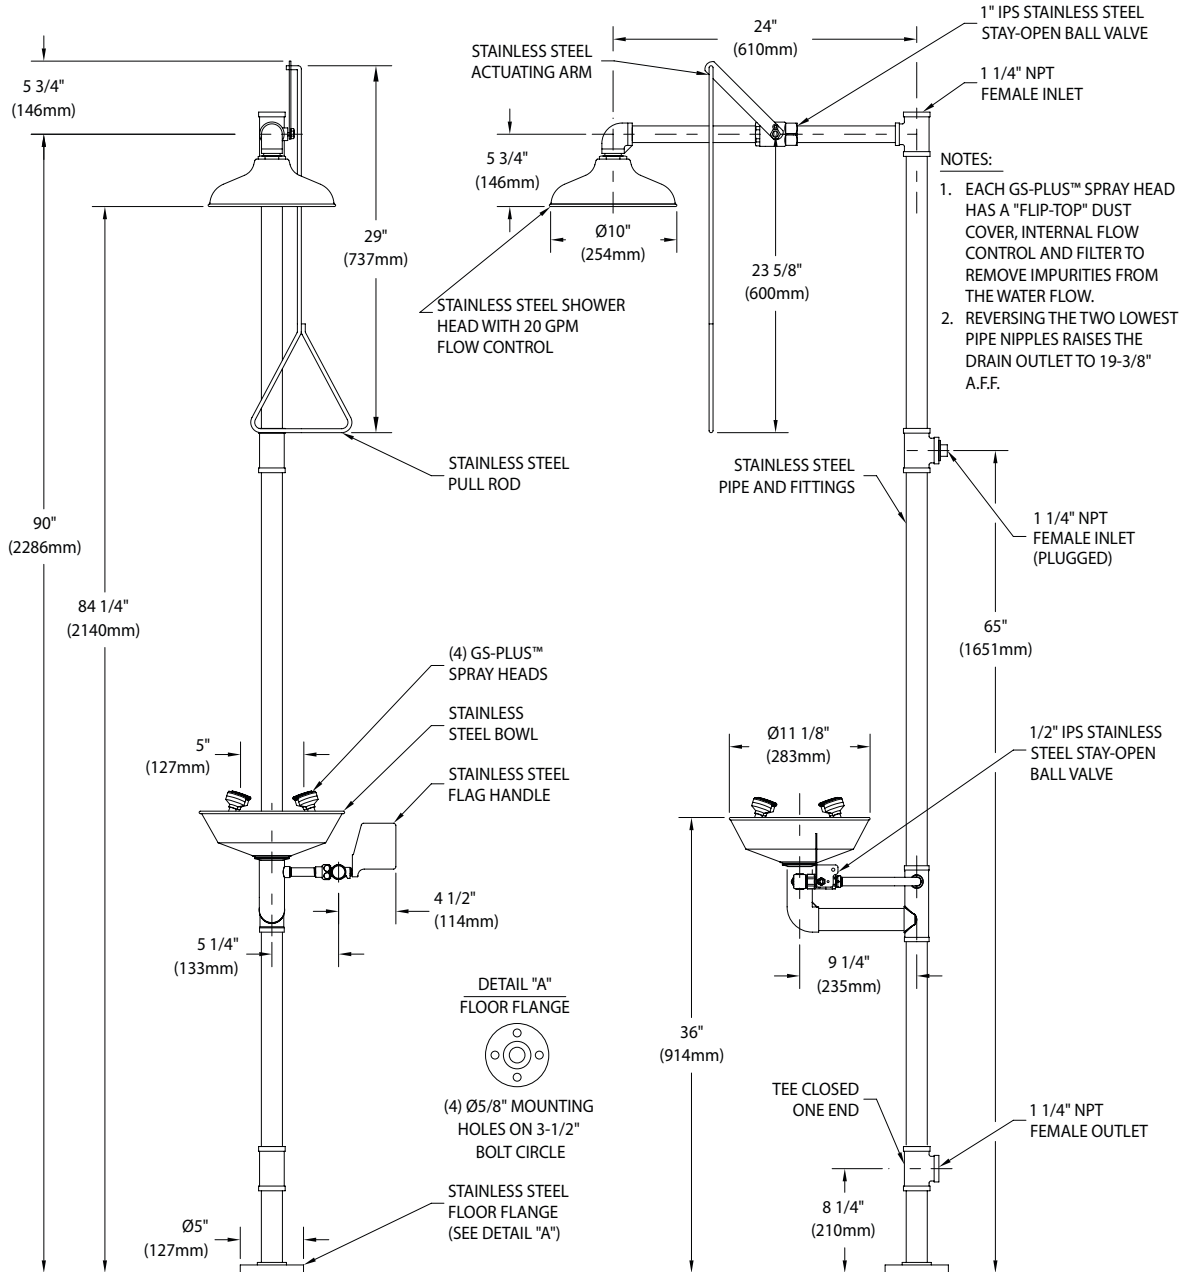 5 3/4"
(146mm)
STAINLESS STEEL
ACTUATING ARM
24"
(610mm)
1" IPS STAINLESS STEEL
STAY-OPEN BALL VALVE
1 1/4" NPT
FEMALE INLET
5 3/4"
(146mm)
Ø10"
(254mm)
29"
(737mm)
23 5/8"
(600mm)
STAINLESS STEEL SHOWER
HEAD WITH 20 GPM
FLOW CONTROL
NOTES:
1. EACH GS-PLUS™ SPRAY HEAD
HAS A "FLIP-TOP" DUST
COVER, INTERNAL FLOW
CONTROL AND FILTER TO
REMOVE IMPURITIES FROM
THE WATER FLOW.
2. REVERSING THE TWO LOWEST
PIPE NIPPLES RAISES THE
DRAIN OUTLET TO 19-3/8"
A.F.F.
STAINLESS STEEL
PULL ROD
STAINLESS STEEL
PIPE AND FITTINGS
1 1/4" NPT
FEMALE INLET
(PLUGGED)
90"
(2286mm)
84 1/4"
(2140mm)
65"
(1651mm)
(4) GS-PLUS™
SPRAY HEADS
STAINLESS
STEEL BOWL
STAINLESS STEEL
FLAG HANDLE
5"
(127mm)
Ø11 1/8"
(283mm)
1/2" IPS STAINLESS
STEEL STAY-OPEN
BALL VALVE
4 1/2"
(114mm)
5 1/4"
(133mm)
9 1/4"
(235mm)
DETAIL "A"
FLOOR FLANGE
(4) Ø5/8" MOUNTING
HOLES ON 3-1/2"
BOLT CIRCLE
36"
(914mm)
TEE CLOSED
ONE END
1 1/4" NPT
FEMALE OUTLET
STAINLESS STEEL
FLOOR FLANGE
(SEE DETAIL "A")
Ø5"
(127mm)
8 1/4"
(210mm)